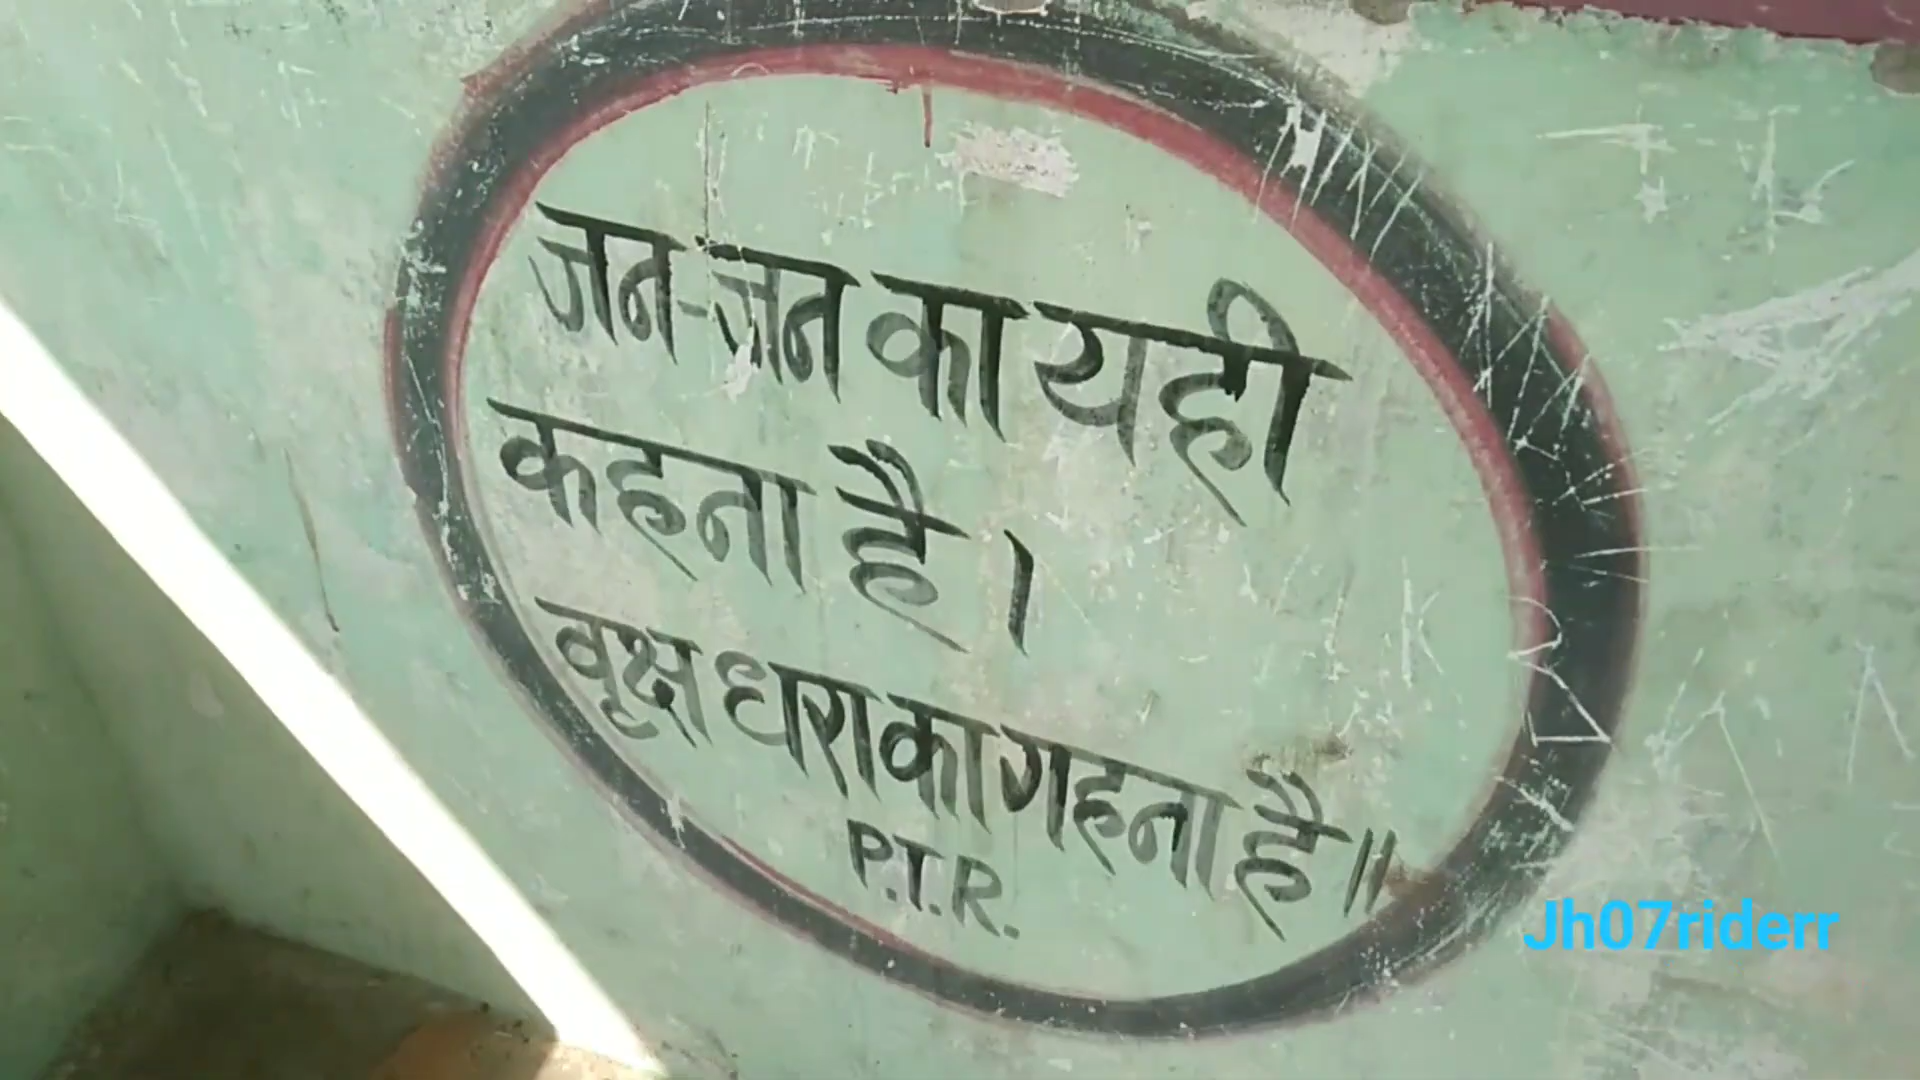 जन-जन का यही
कहना है।
वृक्ष धरा का गहना है॥
P.T.R.
Jh07riderr